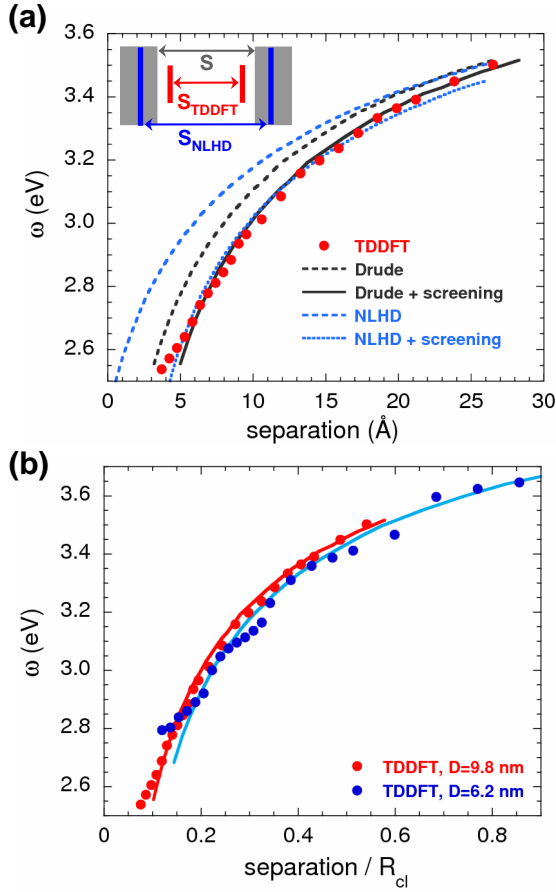 (a)
3.6
3.4
3.2
3.0
2.8
2.6
ω (eV)
S
S_TDDFT
S_NLHD
TDDFT
Drude
Drude + screening
NLHD
NLHD + screening
0 5 10 15 20 25 30
separation (Å)
(b)
3.6
3.4
3.2
3.0
2.8
2.6
ω (eV)
TDDFT, D=9.8 nm
TDDFT, D=6.2 nm
0 0.2 0.4 0.6 0.8
separation / R_cl